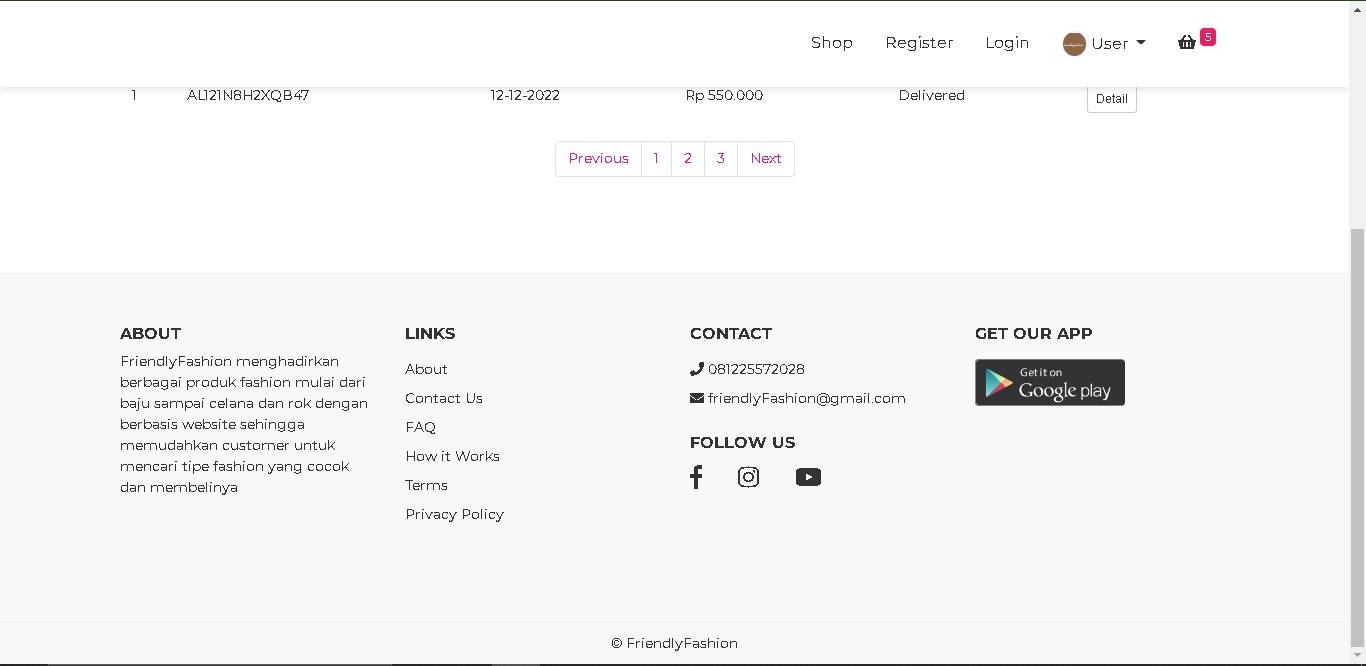 Shop Register Login User 5
1 AL121N8H2XQB47 12-12-2022 Rp 550.000 Delivered Detail
Previous 1 2 3 Next
ABOUT
FriendlyFashion menghadirkan
berbagai produk fashion mulai dari
baju sampai celana dan rok dengan
berbasis website sehingga
memudahkan customer untuk
mencari tipe fashion yang cocok
dan membelinya
LINKS
About
Contact Us
FAQ
How it Works
Terms
Privacy Policy
CONTACT
081225572028
friendlyFashion@gmail.com
FOLLOW US
GET OUR APP
Get it on
Google play
© FriendlyFashion